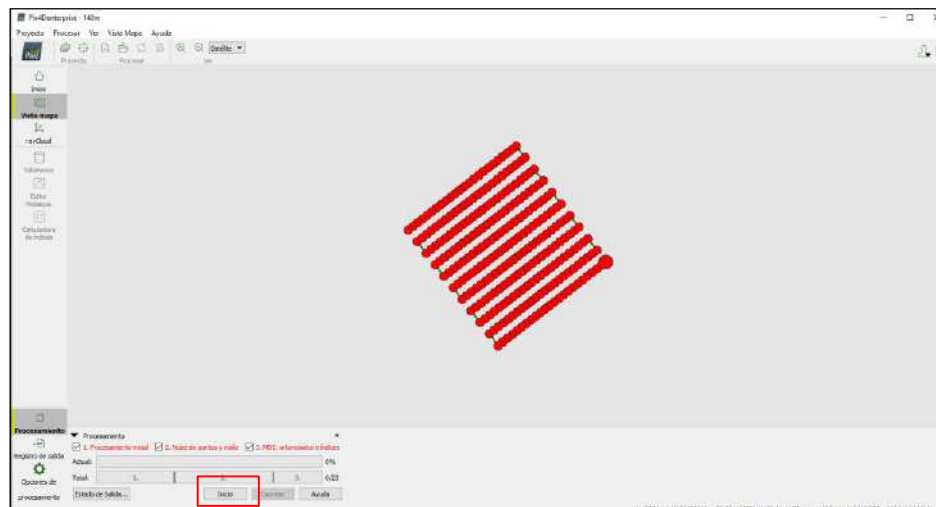 Pix4Denterprise - 140m
Proyecto Procesar Ver Vista Mapa Ayuda
Satélite
Proyecto Procesar Ver
Inicio
Vista mapa
rayCloud
Volúmenes
Editor Mosaicos
Calculadora de índices
Procesamiento
Procesamiento
1. Procesamiento inicial 2. Nube de puntos y malla 3. MDS, ortomosaico e índices
Registro de salida
Actual: 0%
Total: 1. 2. 3. 0/23
Opciones de procesamiento
Estado de Salida... Inicio Cancelar Ayuda